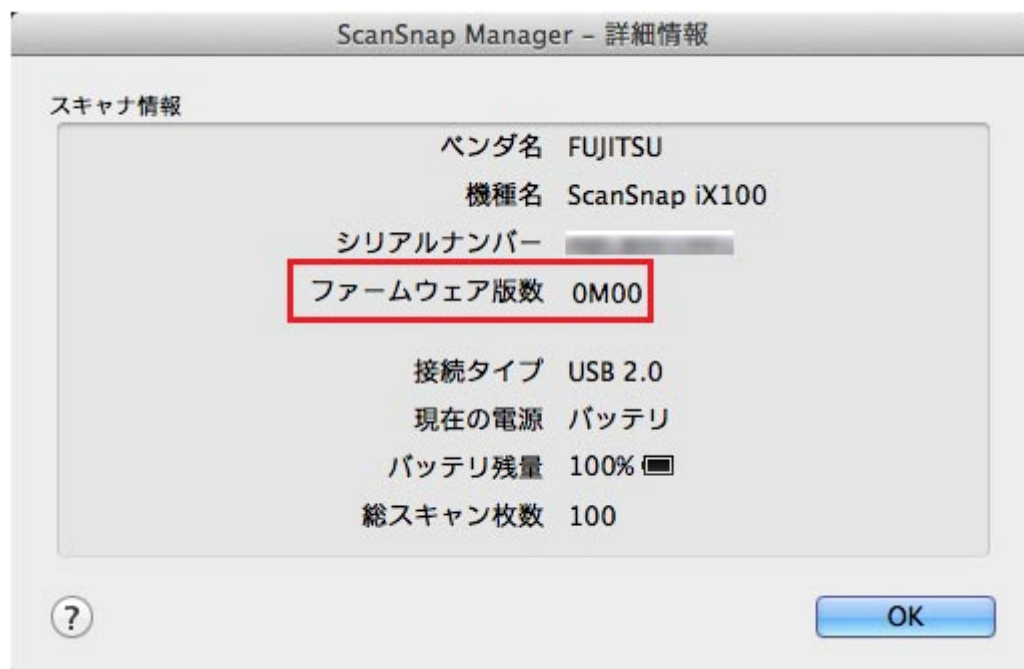 ScanSnap Manager – 詳細情報
スキャナ情報
ベンダ名 FUJITSU
機種名 ScanSnap iX100
シリアルナンバー
ファームウェア版数 0M00
接続タイプ USB 2.0
現在の電源 バッテリ
バッテリ残量 100%
総スキャン枚数 100
? OK